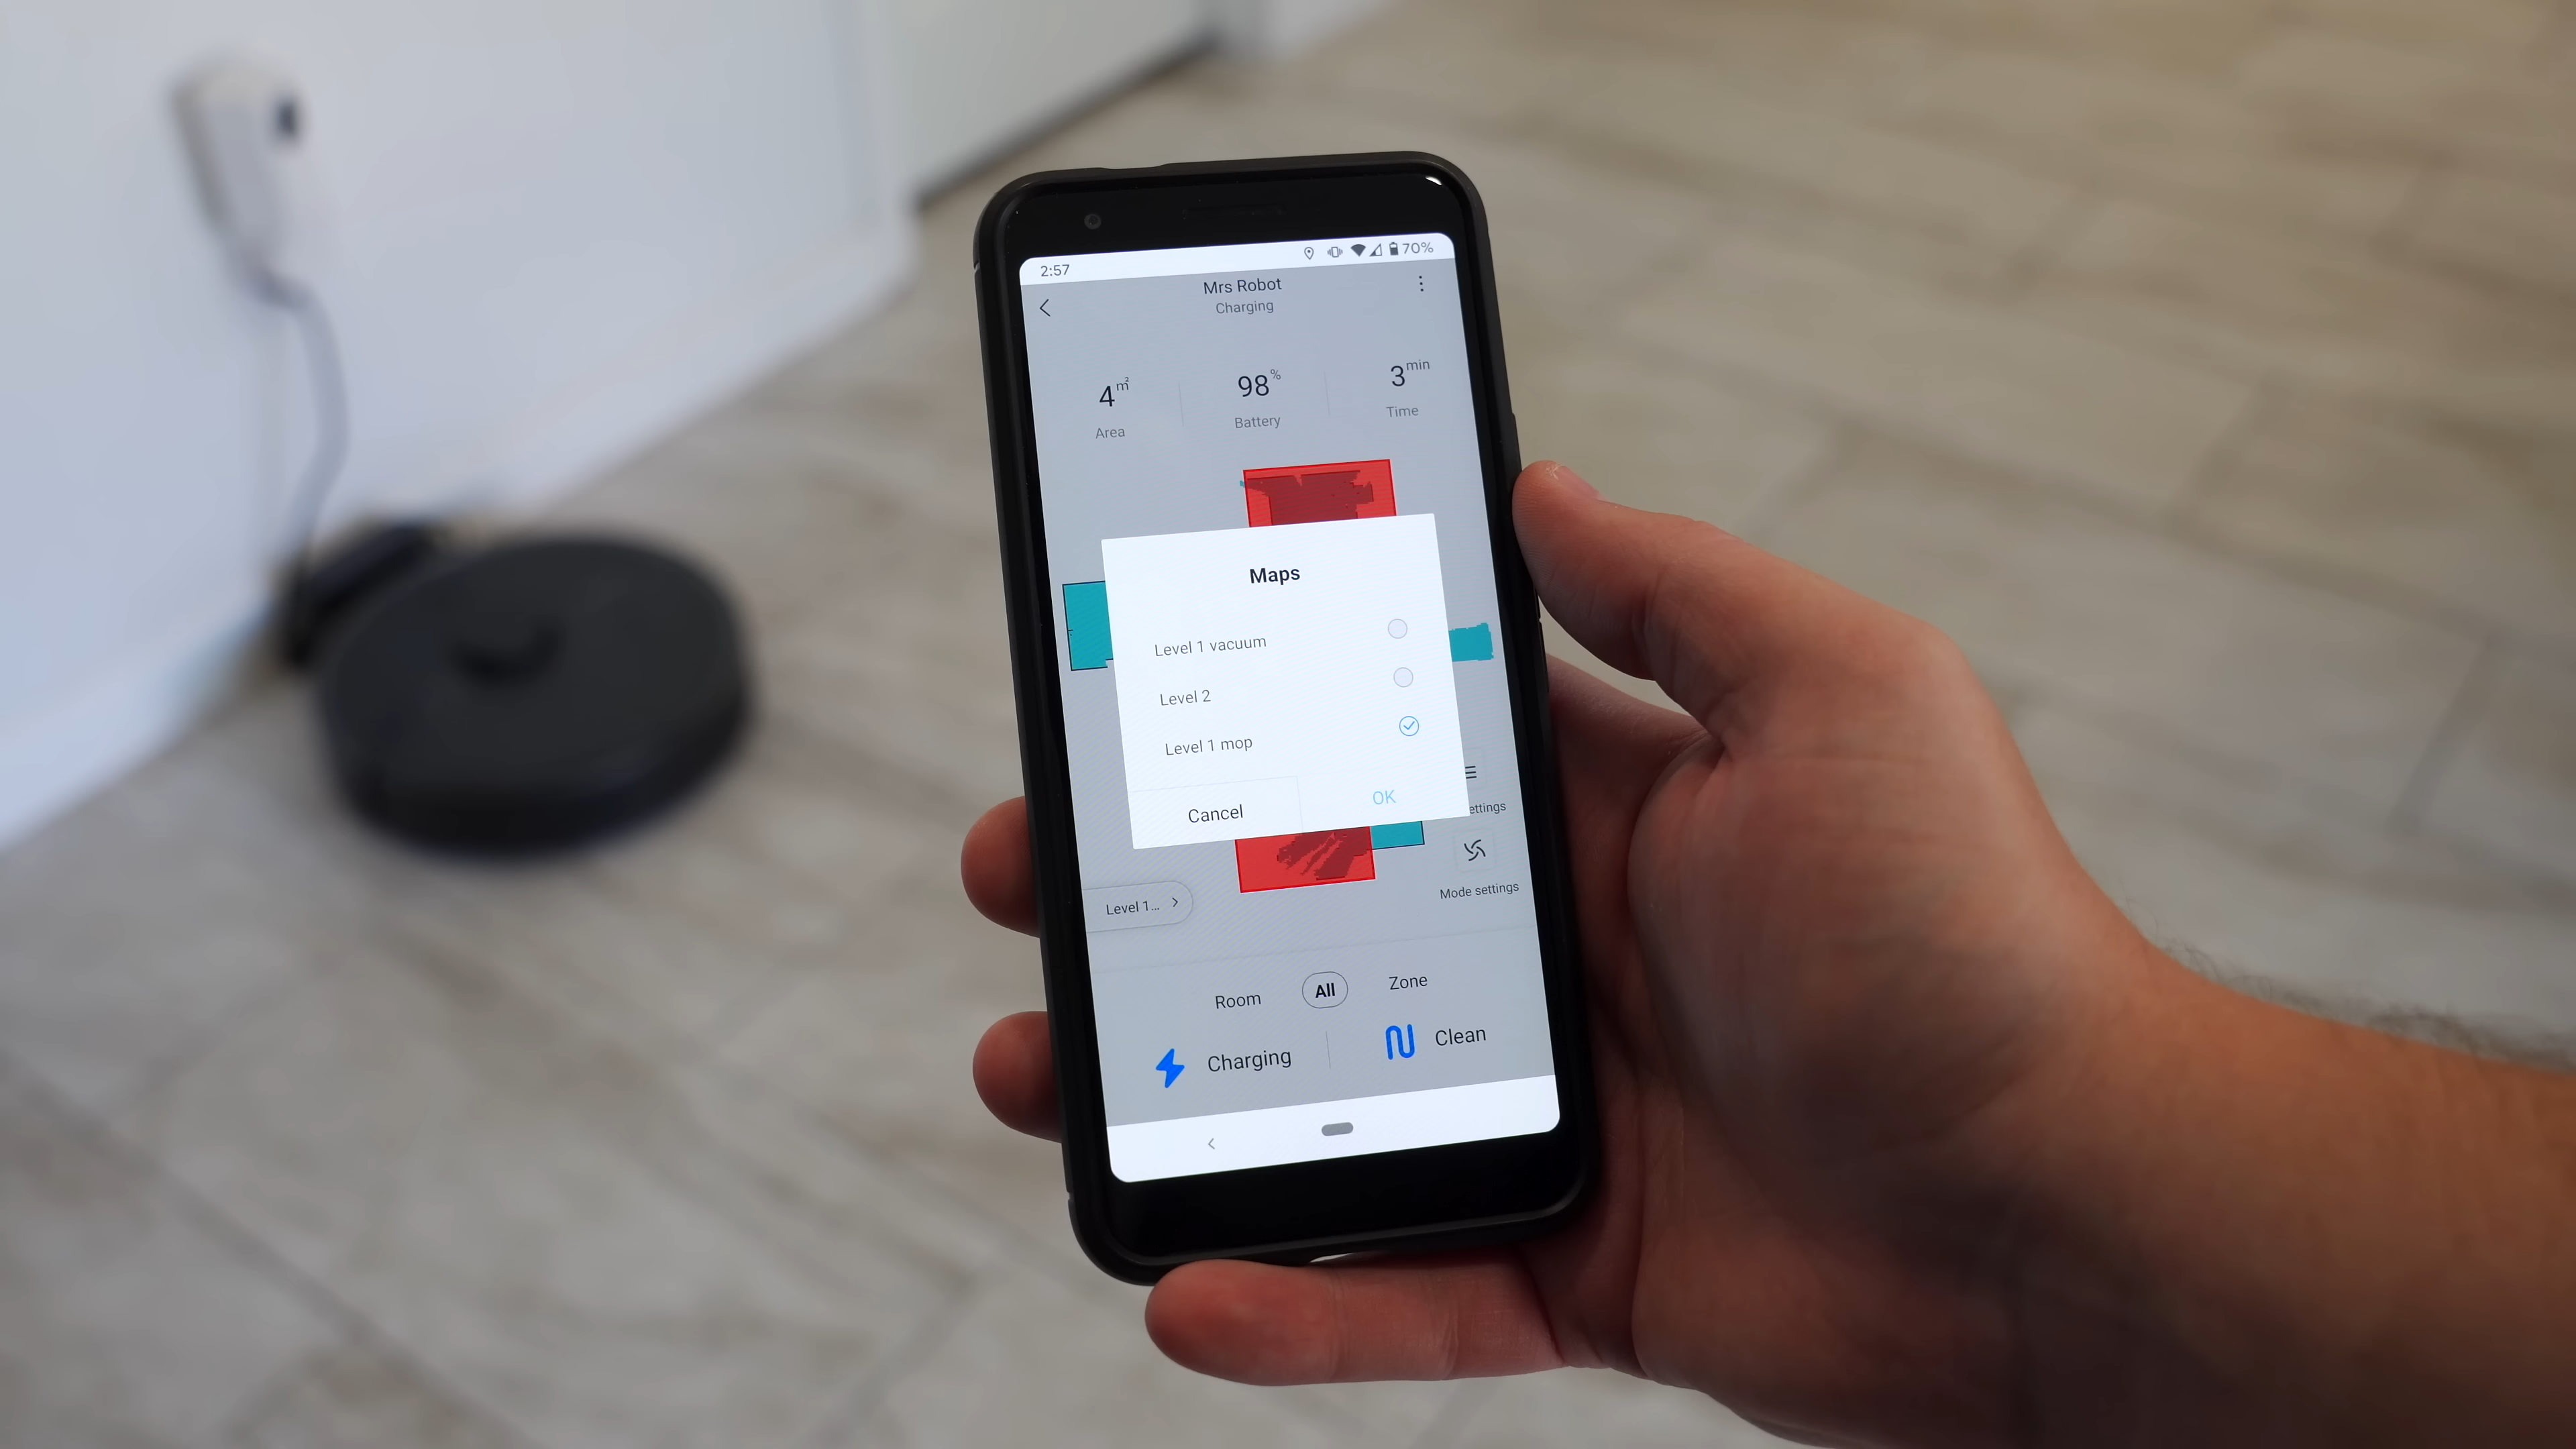 2:57
70%
Mrs Robot
Charging
4 m²
98 %
3 min
Area
Battery
Time
Maps
Level 1 vacuum
Level 2
Level 1 mop
Cancel
OK
ettings
Mode settings
Level 1...
Room
All
Zone
Charging
Clean